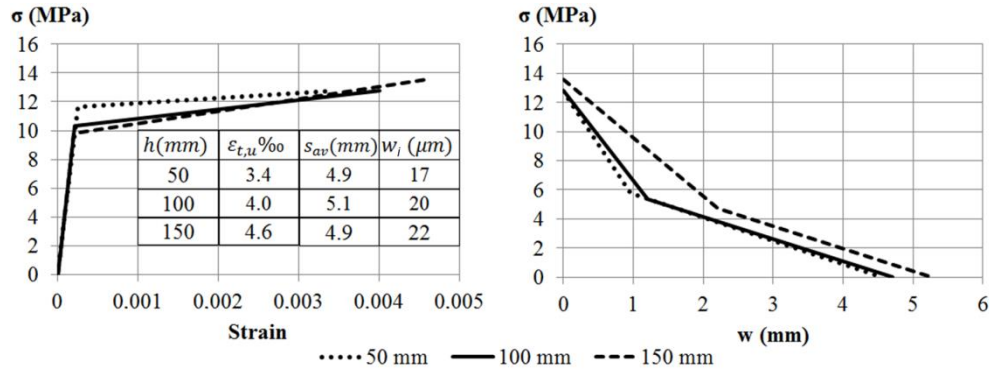 σ (MPa)
16
14
12
10
8
6
4
2
0
h(mm) ε_{t,u}‰ s_{av}(mm) w_i (μm)
50 3.4 4.9 17
100 4.0 5.1 20
150 4.6 4.9 22
0 0.001 0.002 0.003 0.004 0.005
Strain
σ (MPa)
16
14
12
10
8
6
4
2
0
0 1 2 3 4 5 6
w (mm)
50 mm 100 mm 150 mm